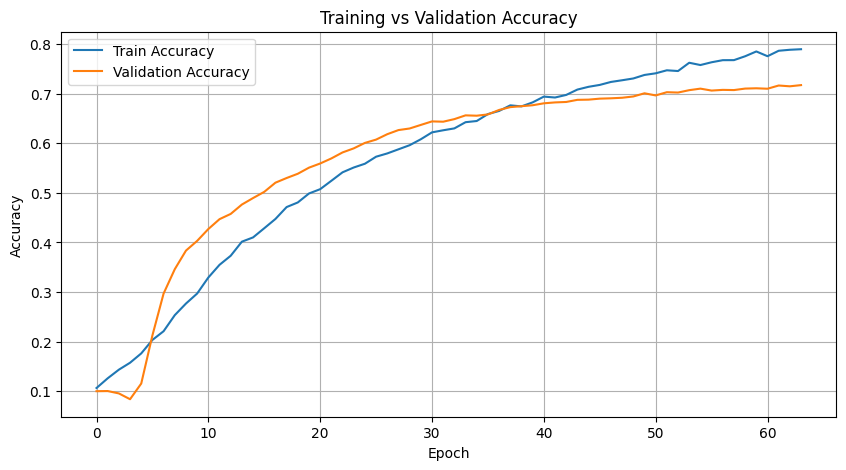 Training vs Validation Accuracy
Train Accuracy
Validation Accuracy
Accuracy
0.8
0.7
0.6
0.5
0.4
0.3
0.2
0.1
0 10 20 30 40 50 60
Epoch